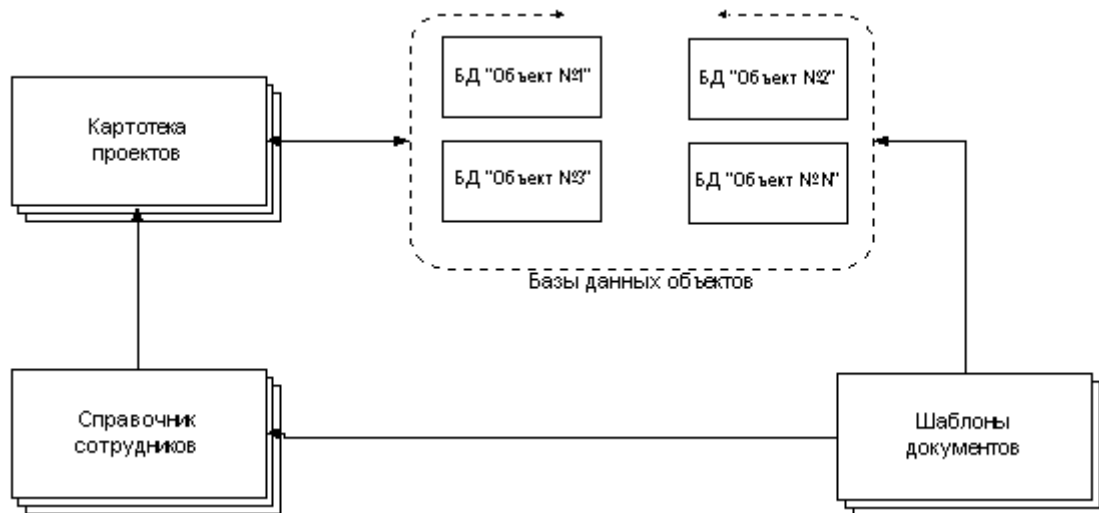 БД "Объект №1"
БД "Объект №2"
Картотека
проектов
БД "Объект №3"
БД "Объект №N"
Базы данных объектов
Справочник
сотрудников
Шаблоны
документов